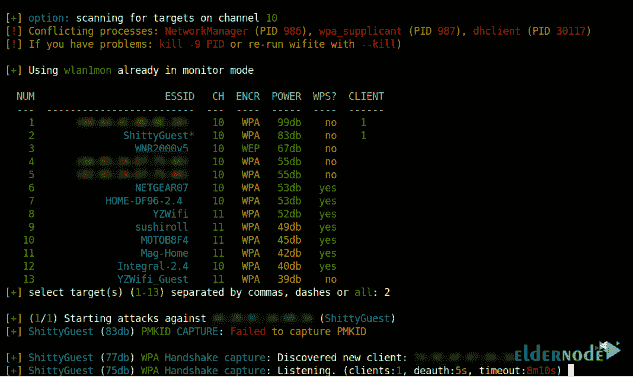 [+] option: scanning for targets on channel 10
[!] Conflicting processes: NetworkManager (PID 986), wpa_supplicant (PID 987), dhclient (PID 30117)
[!] If you have problems: kill -9 PID or re-run wifite with --kill)
[+] Using wlan1mon already in monitor mode
NUM ESSID CH ENCR POWER WPS? CLIENT
--- ------------------------- --- ---- ----- ---- ------
1 10 WPA 99db no 1
2 ShittyGuest* 10 WPA 83db no 1
3 WNR2000v5 10 WEP 67db no
4 10 WPA 55db no
5 10 WPA 55db no
6 NETGEAR07 10 WPA 53db yes
7 HOME-DF96-2.4 10 WPA 53db yes
8 YZWifi 11 WPA 52db yes
9 sushiroll 11 WPA 49db yes
10 MOTOB8F4 11 WPA 45db yes
11 Mag-Home 11 WPA 42db yes
12 Integral-2.4 10 WPA 40db yes
13 YZWifi_Guest 11 WPA 39db no
[+] select target(s) (1-13) separated by commas, dashes or all: 2
[+] (1/1) Starting attacks against (ShittyGuest)
[+] ShittyGuest (83db) PMKID CAPTURE: Failed to capture PMKID
[+] ShittyGuest (77db) WPA Handshake capture: Discovered new client:
[+] ShittyGuest (75db) WPA Handshake capture: Listening. (clients:1, deauth:5s, timeout:8m10s)
ELDERNODE